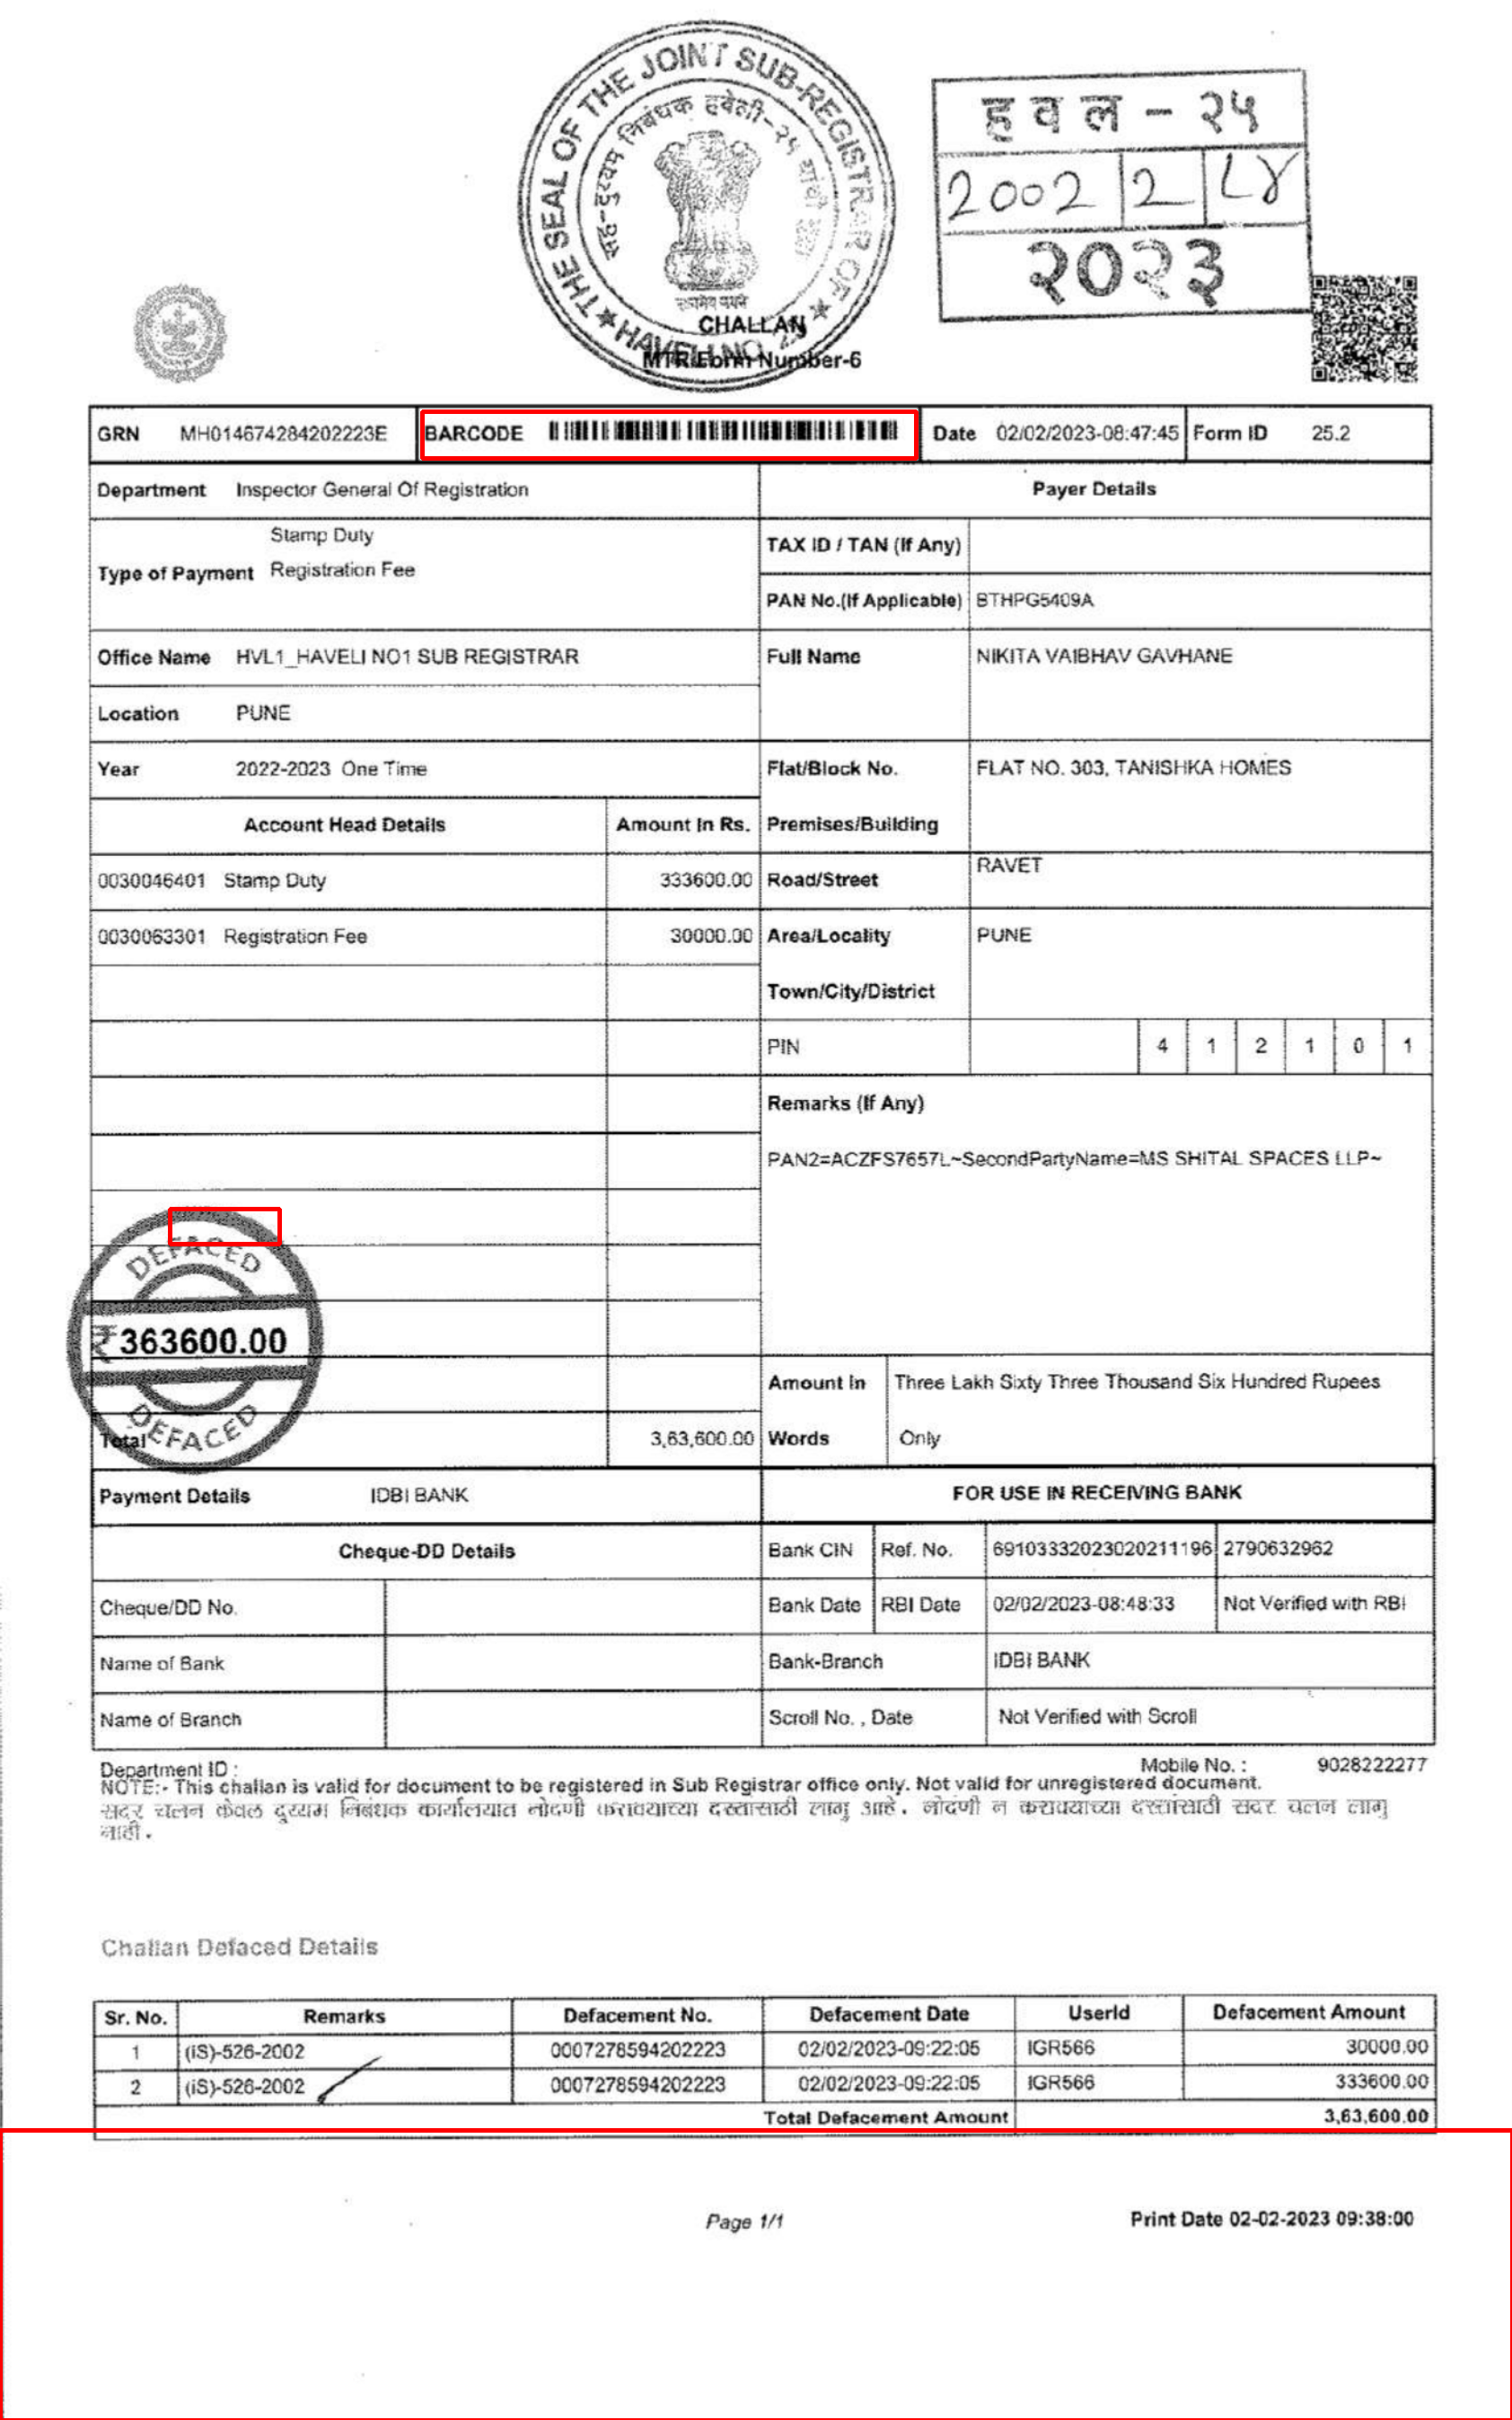 THE SEAL OF THE JOINT SUB-REGISTRAR OF
HAVELI NO. 25
सह-दुय्यम निबंधक हवेली-२५ यांची मुद्रा
हवल - २५
2002 2 L४
२०२३
CHALLAN
MTR Form Number-6
GRN MH014674284202223E BARCODE Date 02/02/2023-08:47:45 Form ID 25.2
Department Inspector General Of Registration Payer Details
Stamp Duty
Type of Payment Registration Fee
TAX ID / TAN (If Any)
PAN No.(If Applicable) BTHPG5409A
Office Name HVL1_HAVELI NO1 SUB REGISTRAR Full Name NIKITA VAIBHAV GAVHANE
Location PUNE
Year 2022-2023 One Time Flat/Block No. FLAT NO. 303, TANISHKA HOMES
Account Head Details Amount In Rs. Premises/Building
0030046401 Stamp Duty 333600.00 Road/Street RAVET
0030063301 Registration Fee 30000.00 Area/Locality PUNE
Town/City/District
PIN 4 1 2 1 0 1
Remarks (If Any)
PAN2=ACZFS7657L~SecondPartyName=MS SHITAL SPACES LLP~
DEFACED
₹363600.00
DEFACED
Amount In Three Lakh Sixty Three Thousand Six Hundred Rupees
Total 3,63,600.00 Words Only
Payment Details IDBI BANK FOR USE IN RECEIVING BANK
Cheque-DD Details Bank CIN Ref. No. 69103332023020211196 2790632962
Cheque/DD No. Bank Date RBI Date 02/02/2023-08:48:33 Not Verified with RBI
Name of Bank Bank-Branch IDBI BANK
Name of Branch Scroll No. , Date Not Verified with Scroll
Department ID : Mobile No. : 9028222277
NOTE:- This challan is valid for document to be registered in Sub Registrar office only. Not valid for unregistered document.
सदर चलन केवळ दुय्यम निबंधक कार्यालयात नोंदणी करावयाच्या दस्तासाठी लागू आहे. नोंदणी न करावयाच्या दस्तांसाठी सदर चलन लागू
नाही.
Challan Defaced Details
Sr. No. Remarks Defacement No. Defacement Date UserId Defacement Amount
1 (iS)-526-2002 0007278594202223 02/02/2023-09:22:05 IGR566 30000.00
2 (iS)-526-2002 0007278594202223 02/02/2023-09:22:05 IGR566 333600.00
Total Defacement Amount 3,63,600.00
Page 1/1 Print Date 02-02-2023 09:38:00